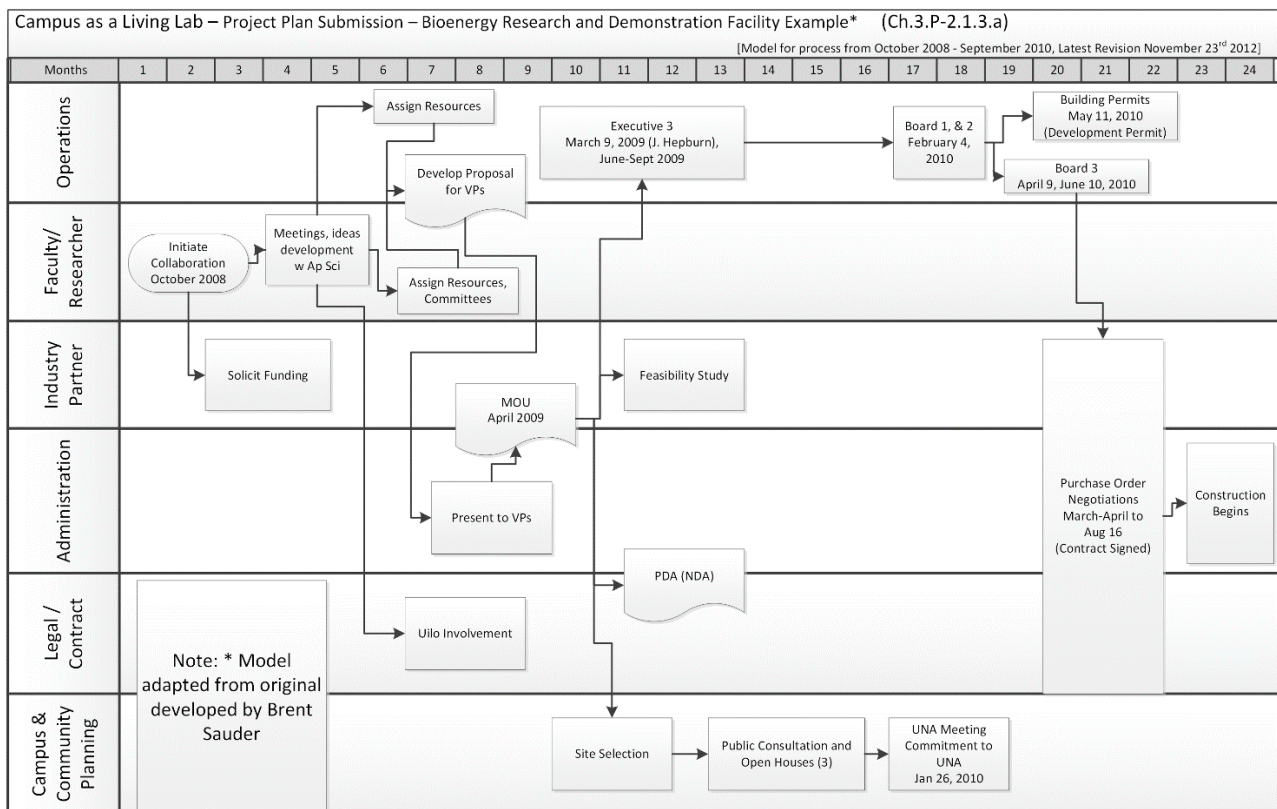 Campus as a Living Lab – Project Plan Submission – Bioenergy Research and Demonstration Facility Example* (Ch.3.P-2.1.3.a)
[Model for process from October 2008 - September 2010, Latest Revision November 23rd 2012]
Months 1 2 3 4 5 6 7 8 9 10 11 12 13 14 15 16 17 18 19 20 21 22 23 24
Operations
Assign Resources
Develop Proposal
for VPs
Executive 3
March 9, 2009 (J. Hepburn),
June-Sept 2009
Board 1, & 2
February 4,
2010
Building Permits
May 11, 2010
(Development Permit)
Board 3
April 9, June 10, 2010
Faculty/
Researcher
Initiate
Collaboration
October 2008
Meetings, ideas
development
w Ap Sci
Assign Resources,
Committees
Industry
Partner
Solicit Funding
MOU
April 2009
Feasibility Study
Administration
Present to VPs
Purchase Order
Negotiations
March-April to
Aug 16
(Contract Signed)
Construction
Begins
Legal /
Contract
Uilo Involvement
PDA (NDA)
Note: * Model
adapted from original
developed by Brent
Sauder
Campus &
Community
Planning
Site Selection
Public Consultation and
Open Houses (3)
UNA Meeting
Commitment to
UNA
Jan 26, 2010